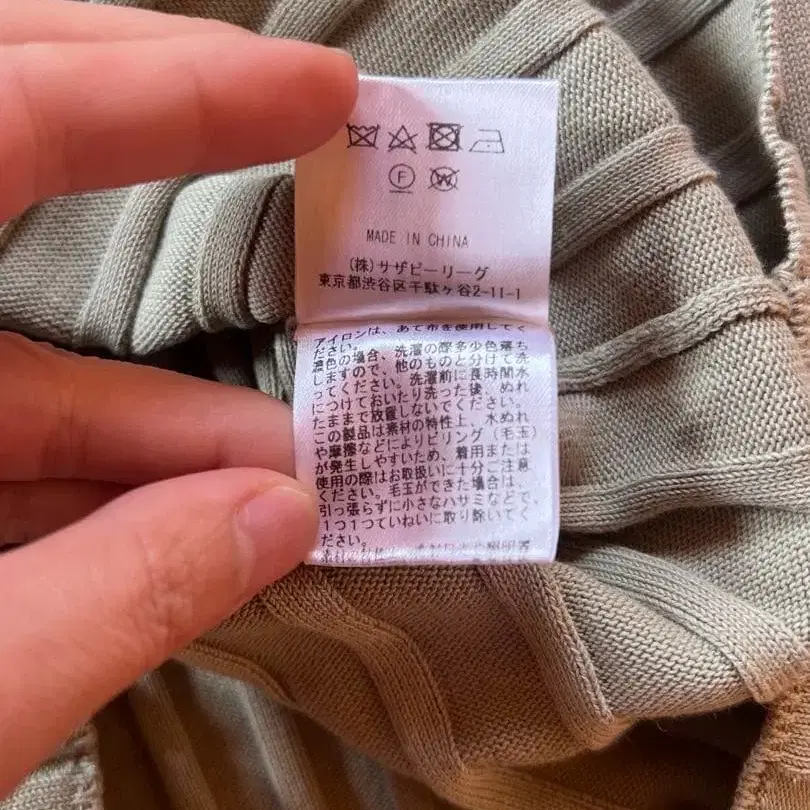 F
W
MADE IN CHINA
(株)サザビーリーグ
東京都渋谷区千駄ヶ谷2-11-1
アイロンは、あて布を使用してく
ださい。
濃色の場合、洗濯の際多少色落ち
しますので、他のものと分けて洗
ってください。洗濯前に長時間水
につけておいたり洗った後、ぬれ
たままで放置しないでください。
この製品は素材の特性上、水ぬれ
や摩擦などによりピリング（毛玉）
が発生しやすいため、着用または
使用の際はお取扱いに十分ご注意
ください。毛玉ができた場合は、
引っ張らずに小さなハサミなどで、
1つ1つていねいに取り除いてく
ださい。